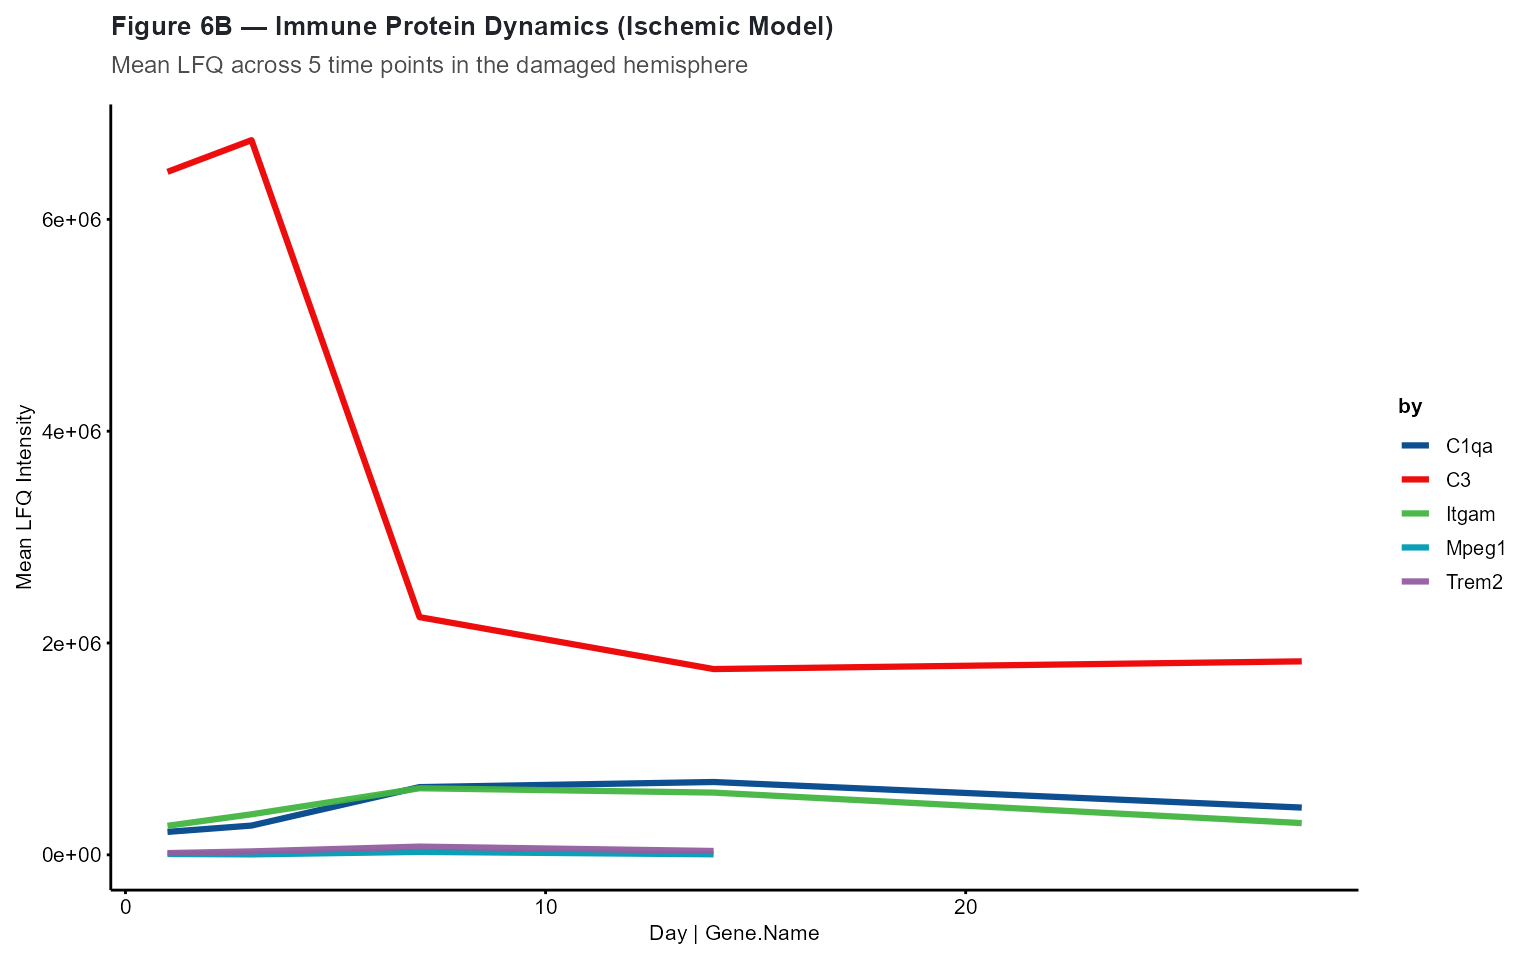 Figure 6B — Immune Protein Dynamics (Ischemic Model)
Mean LFQ across 5 time points in the damaged hemisphere
Mean LFQ Intensity
6e+06
4e+06
2e+06
0e+00
0
10
20
Day | Gene.Name
by
C1qa
C3
Itgam
Mpeg1
Trem2